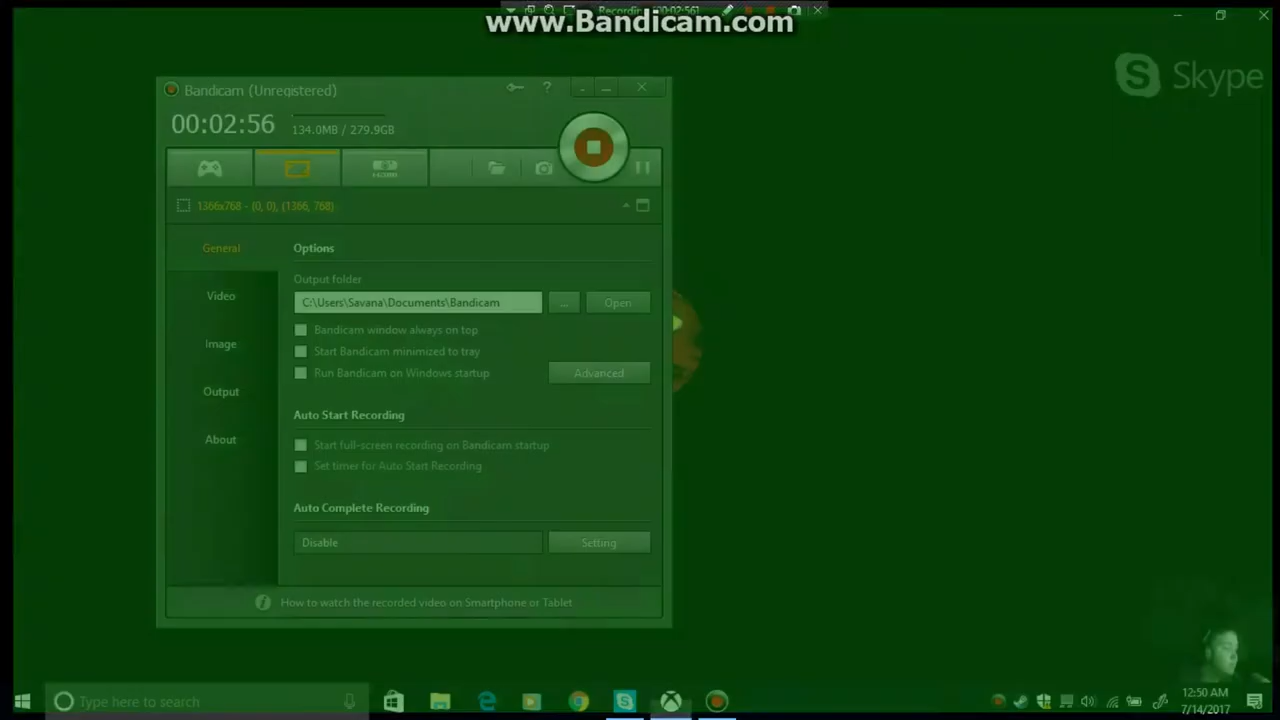 Recording [00:02:56]
www.Bandicam.com
Skype
Bandicam (Unregistered)
00:02:56
134.0MB / 279.9GB
1366x768 - (0, 0), (1366, 768)
General
Options
Output folder
Video
C:\Users\Savana\Documents\Bandicam
...
Open
Bandicam window always on top
Image
Start Bandicam minimized to tray
Run Bandicam on Windows startup
Advanced
Output
Auto Start Recording
About
Start full-screen recording on Bandicam startup
Set timer for Auto Start Recording
Auto Complete Recording
Disable
Setting
How to watch the recorded video on Smartphone or Tablet
Type here to search
12:50 AM
7/14/2017